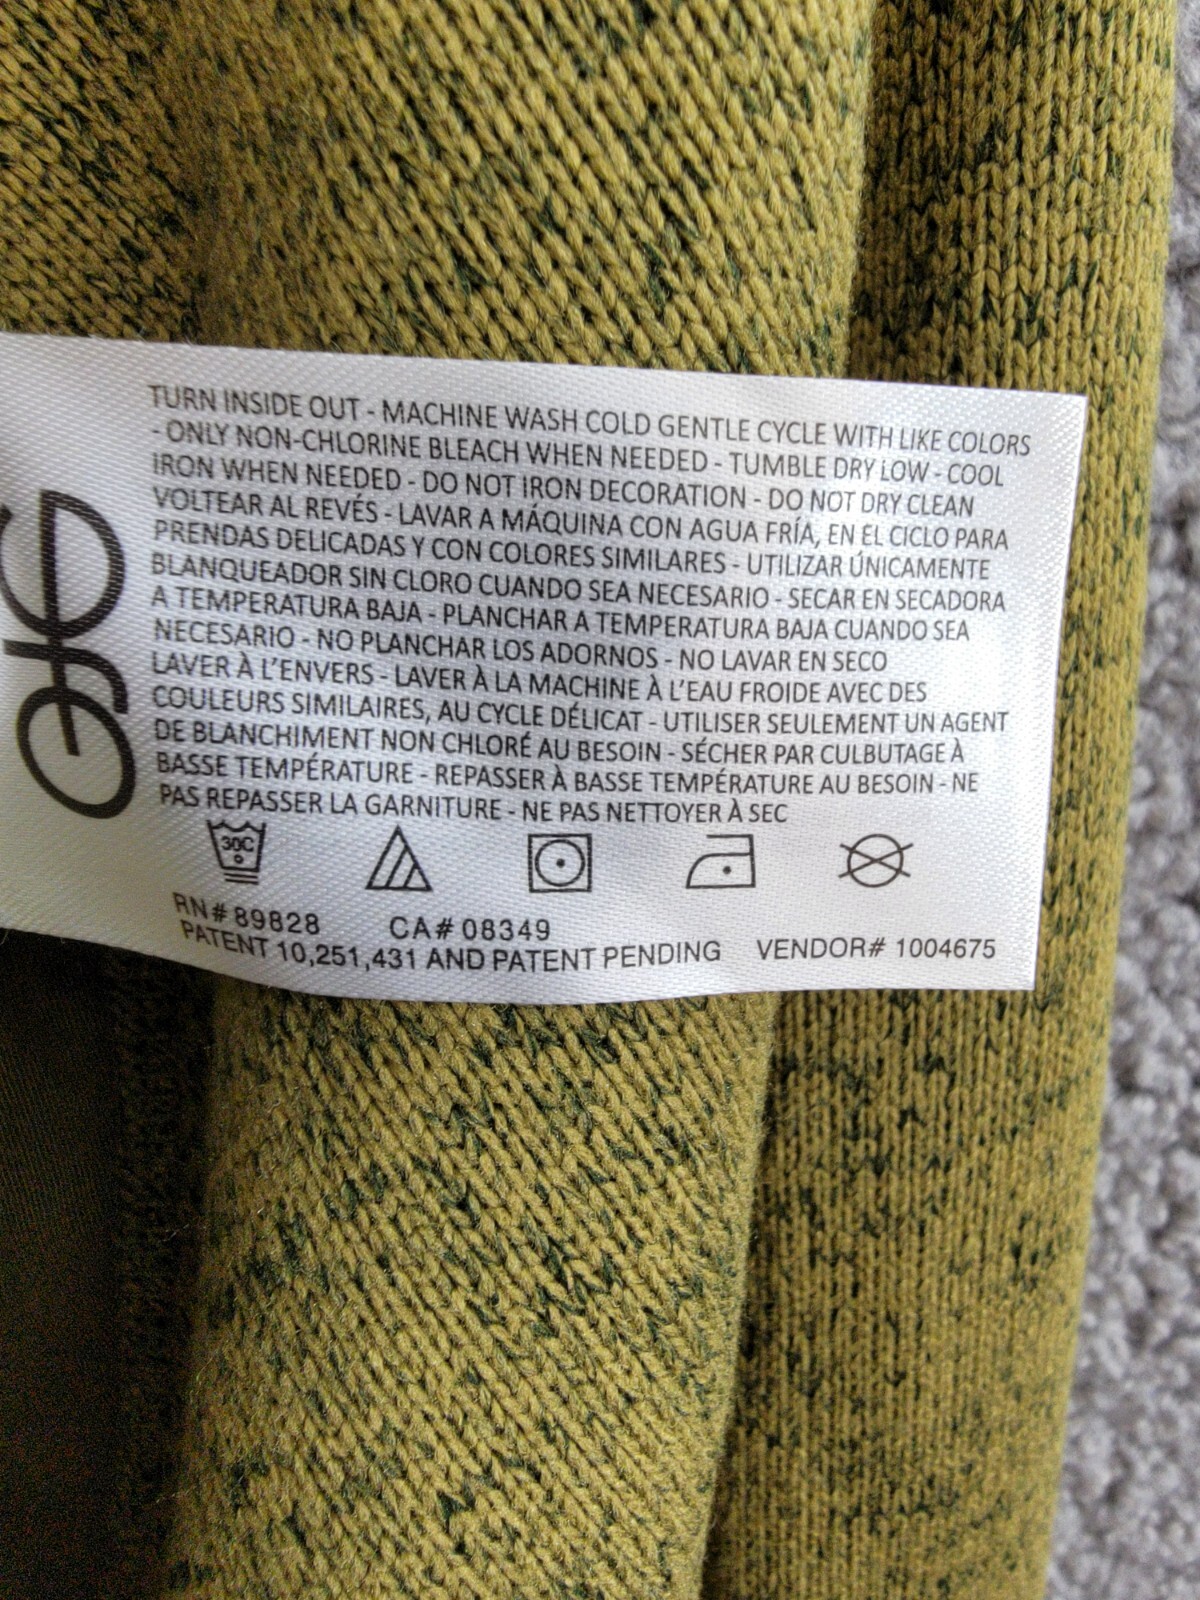 TURN INSIDE OUT - MACHINE WASH COLD GENTLE CYCLE WITH LIKE COLORS
- ONLY NON-CHLORINE BLEACH WHEN NEEDED - TUMBLE DRY LOW - COOL
IRON WHEN NEEDED - DO NOT IRON DECORATION - DO NOT DRY CLEAN
VOLTEAR AL REVÉS - LAVAR A MÁQUINA CON AGUA FRÍA, EN EL CICLO PARA
PRENDAS DELICADAS Y CON COLORES SIMILARES - UTILIZAR ÚNICAMENTE
BLANQUEADOR SIN CLORO CUANDO SEA NECESARIO - SECAR EN SECADORA
A TEMPERATURA BAJA - PLANCHAR A TEMPERATURA BAJA CUANDO SEA
NECESARIO - NO PLANCHAR LOS ADORNOS - NO LAVAR EN SECO
LAVER À L'ENVERS - LAVER À LA MACHINE À L'EAU FROIDE AVEC DES
COULEURS SIMILAIRES, AU CYCLE DÉLICAT - UTILISER SEULEMENT UN AGENT
DE BLANCHIMENT NON CHLORÉ AU BESOIN - SÉCHER PAR CULBUTAGE À
BASSE TEMPÉRATURE - REPASSER À BASSE TEMPÉRATURE AU BESOIN - NE
PAS REPASSER LA GARNITURE - NE PAS NETTOYER À SEC
30C
RN# 89828 CA# 08349
PATENT 10,251,431 AND PATENT PENDING VENDOR# 1004675